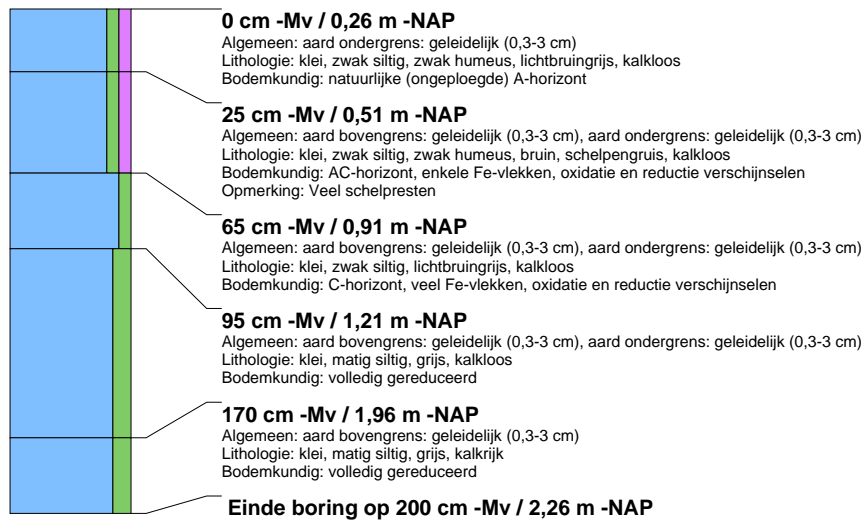 0 cm -Mv / 0,26 m -NAP
Algemeen: aard ondergrens: geleidelijk (0,3-3 cm)
Lithologie: klei, zwak siltig, zwak humeus, lichtbruingrijs, kalkloos
Bodemkundig: natuurlijke (ongeploegde) A-horizont
25 cm -Mv / 0,51 m -NAP
Algemeen: aard bovengrens: geleidelijk (0,3-3 cm), aard ondergrens: geleidelijk (0,3-3 cm)
Lithologie: klei, zwak siltig, zwak humeus, bruin, schelpengruis, kalkloos
Bodemkundig: AC-horizont, enkele Fe-vlekken, oxidatie en reductie verschijnselen
Opmerking: Veel schelpresten
65 cm -Mv / 0,91 m -NAP
Algemeen: aard bovengrens: geleidelijk (0,3-3 cm), aard ondergrens: geleidelijk (0,3-3 cm)
Lithologie: klei, zwak siltig, lichtbruingrijs, kalkloos
Bodemkundig: C-horizont, veel Fe-vlekken, oxidatie en reductie verschijnselen
95 cm -Mv / 1,21 m -NAP
Algemeen: aard bovengrens: geleidelijk (0,3-3 cm), aard ondergrens: geleidelijk (0,3-3 cm)
Lithologie: klei, matig siltig, grijs, kalkloos
Bodemkundig: volledig gereduceerd
170 cm -Mv / 1,96 m -NAP
Algemeen: aard bovengrens: geleidelijk (0,3-3 cm)
Lithologie: klei, matig siltig, grijs, kalkrijk
Bodemkundig: volledig gereduceerd
Einde boring op 200 cm -Mv / 2,26 m -NAP